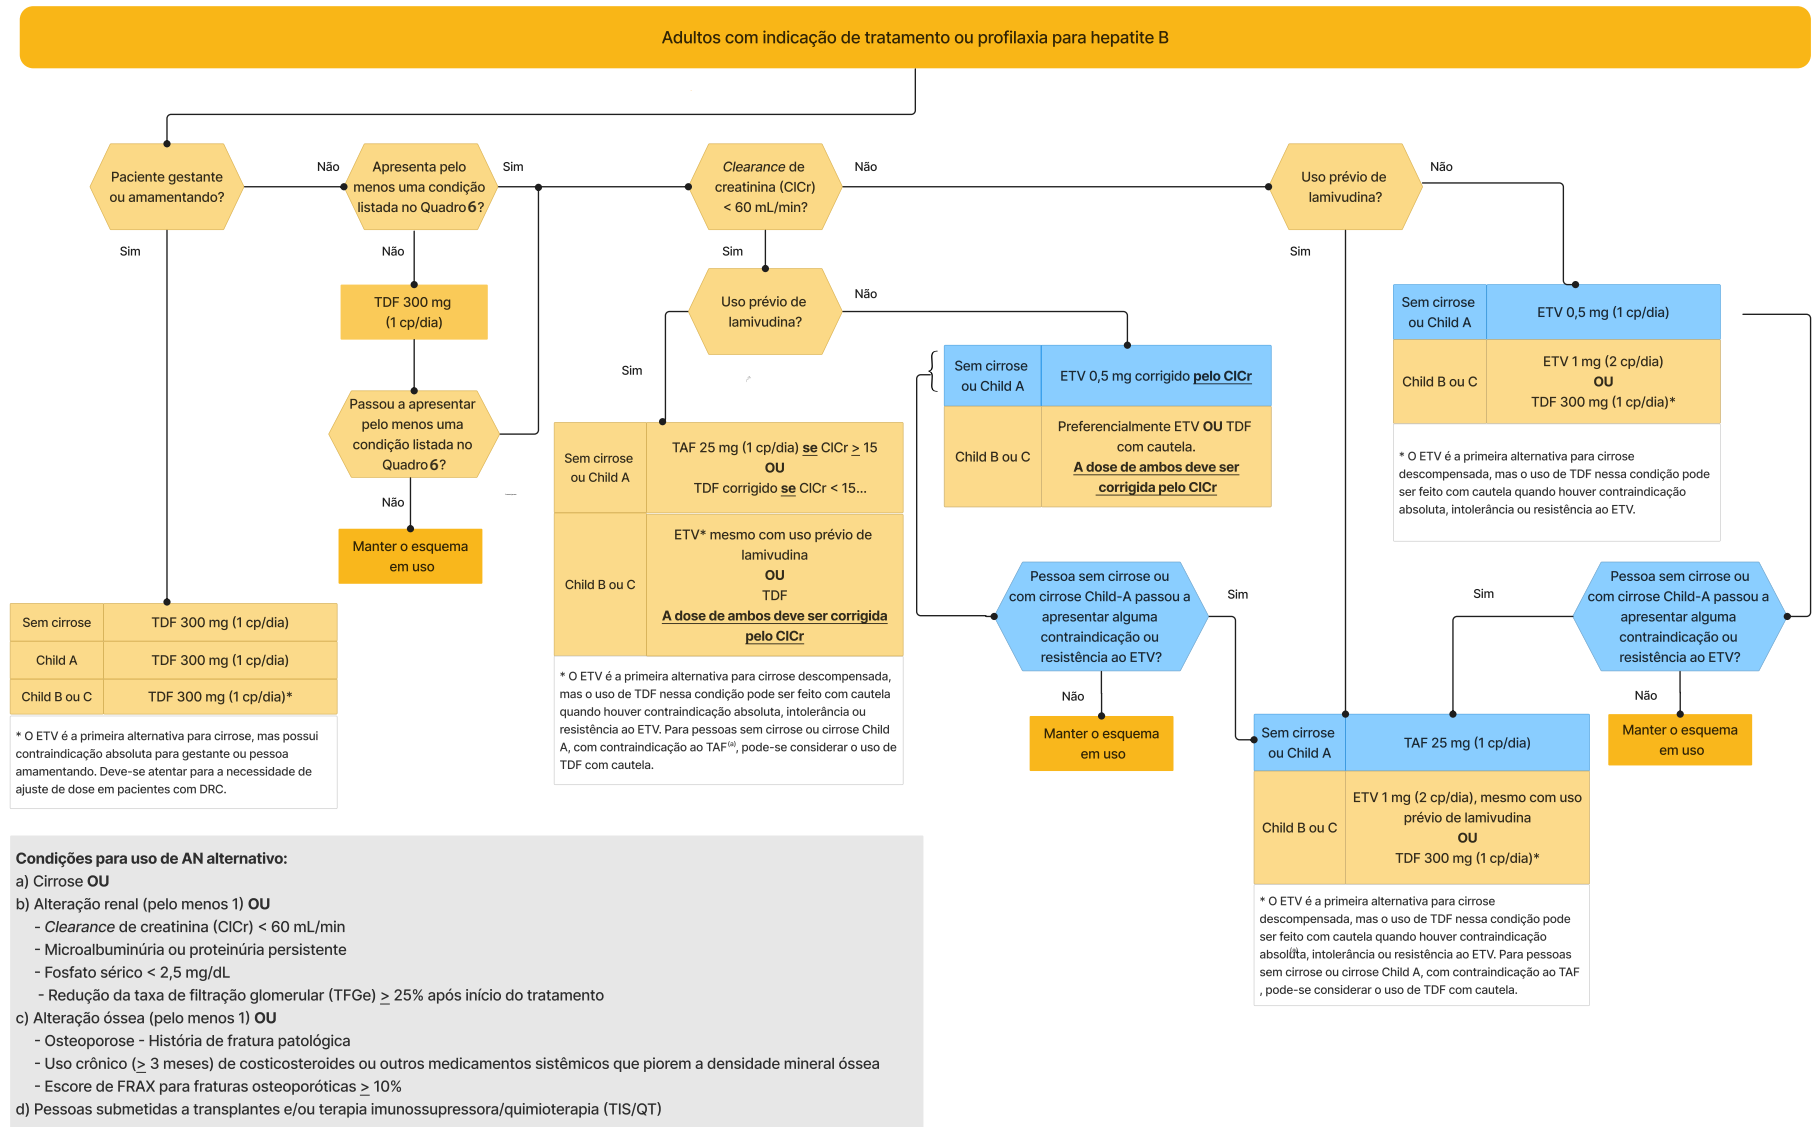 Adultos com indicação de tratamento ou profilaxia para hepatite B
Paciente gestante
ou amamentando?
Não
Sim
Apresenta pelo
menos uma condição
listada no Quadro 6?
Sim
Não
TDF 300 mg
(1 cp/dia)
Passou a apresentar
pelo menos uma
condição listada no
Quadro 6?
Não
Manter o esquema
em uso
Sem cirrose
TDF 300 mg (1 cp/dia)
Child A
TDF 300 mg (1 cp/dia)
Child B ou C
TDF 300 mg (1 cp/dia)*
* O ETV é a primeira alternativa para cirrose, mas possui
contraindicação absoluta para gestante ou pessoa
amamentando. Deve-se atentar para a necessidade de
ajuste de dose em pacientes com DRC.
Clearance de
creatinina (ClCr)
< 60 mL/min?
Não
Sim
Uso prévio de
lamivudina?
Não
Sim
Sem cirrose
ou Child A
TAF 25 mg (1 cp/dia) se ClCr > 15
OU
TDF corrigido se ClCr < 15...
Child B ou C
ETV* mesmo com uso prévio de
lamivudina
OU
TDF
A dose de ambos deve ser corrigida
pelo ClCr
* O ETV é a primeira alternativa para cirrose descompensada,
mas o uso de TDF nessa condição pode ser feito com cautela
quando houver contraindicação absoluta, intolerância ou
resistência ao ETV. Para pessoas sem cirrose ou cirrose Child
A, com contraindicação ao TAF(a), pode-se considerar o uso de
TDF com cautela.
Sem cirrose
ou Child A
ETV 0,5 mg corrigido pelo ClCr
Child B ou C
Preferencialmente ETV OU TDF
com cautela.
A dose de ambos deve ser
corrigida pelo ClCr
Pessoa sem cirrose ou
com cirrose Child-A passou a
apresentar alguma
contraindicação ou
resistência ao ETV?
Sim
Não
Manter o esquema
em uso
Uso prévio de
lamivudina?
Não
Sim
Sem cirrose
ou Child A
ETV 0,5 mg (1 cp/dia)
Child B ou C
ETV 1 mg (2 cp/dia)
OU
TDF 300 mg (1 cp/dia)*
* O ETV é a primeira alternativa para cirrose
descompensada, mas o uso de TDF nessa condição pode
ser feito com cautela quando houver contraindicação
absoluta, intolerância ou resistência ao ETV.
Pessoa sem cirrose ou
com cirrose Child-A passou a
apresentar alguma
contraindicação ou
resistência ao ETV?
Sim
Não
Manter o esquema
em uso
Sem cirrose
ou Child A
TAF 25 mg (1 cp/dia)
Child B ou C
ETV 1 mg (2 cp/dia), mesmo com uso
prévio de lamivudina
OU
TDF 300 mg (1 cp/dia)*
* O ETV é a primeira alternativa para cirrose
descompensada, mas o uso de TDF nessa condição pode
ser feito com cautela quando houver contraindicação
absoluta, intolerância ou resistência ao ETV. Para pessoas
sem cirrose ou cirrose Child A, com contraindicação ao TAF
, pode-se considerar o uso de TDF com cautela.
Condições para uso de AN alternativo:
a) Cirrose OU
b) Alteração renal (pelo menos 1) OU
- Clearance de creatinina (ClCr) < 60 mL/min
- Microalbuminúria ou proteinúria persistente
- Fosfato sérico < 2,5 mg/dL
- Redução da taxa de filtração glomerular (TFGe) > 25% após início do tratamento
c) Alteração óssea (pelo menos 1) OU
- Osteoporose - História de fratura patológica
- Uso crônico (> 3 meses) de costicosteroides ou outros medicamentos sistêmicos que piorem a densidade mineral óssea
- Escore de FRAX para fraturas osteoporóticas > 10%
d) Pessoas submetidas a transplantes e/ou terapia imunossupressora/quimioterapia (TIS/QT)